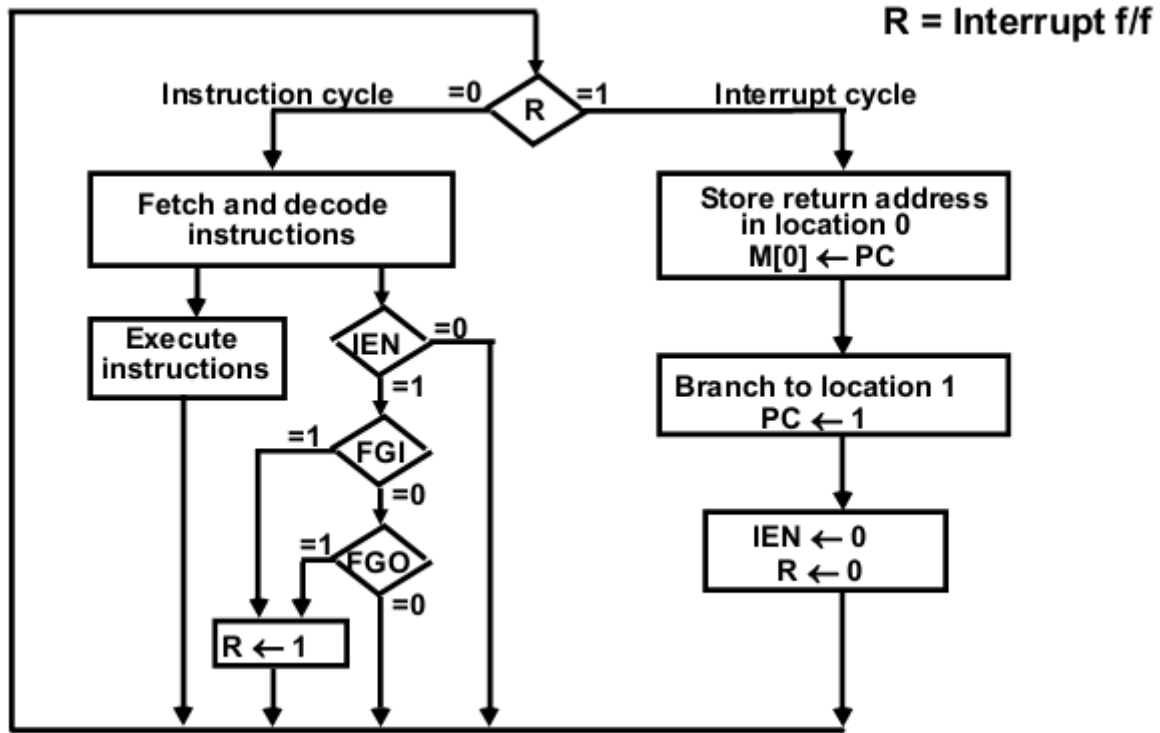 R = Interrupt f/f
Instruction cycle
=0
R
=1
Interrupt cycle
Fetch and decode
instructions
Store return address
in location 0
M[0] ← PC
Execute
instructions
IEN
=0
=1
Branch to location 1
PC ← 1
=1
FGI
=0
=1
FGO
=0
IEN ← 0
R ← 0
R ← 1